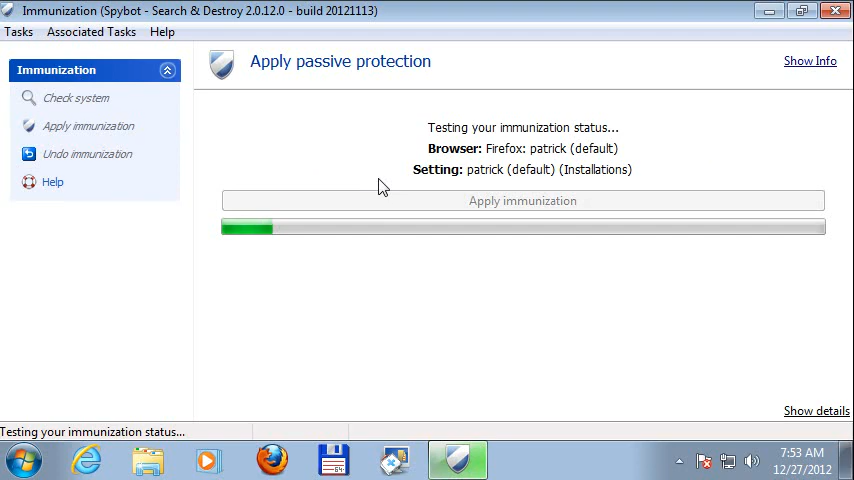 Immunization (Spybot - Search & Destroy 2.0.12.0 - build 20121113)
Tasks Associated Tasks Help
Immunization
Check system
Apply immunization
Undo immunization
Help
Apply passive protection
Show Info
Testing your immunization status...
Browser: Firefox: patrick (default)
Setting: patrick (default) (Installations)
Apply immunization
Show details
Testing your immunization status...
64
7:53 AM
12/27/2012